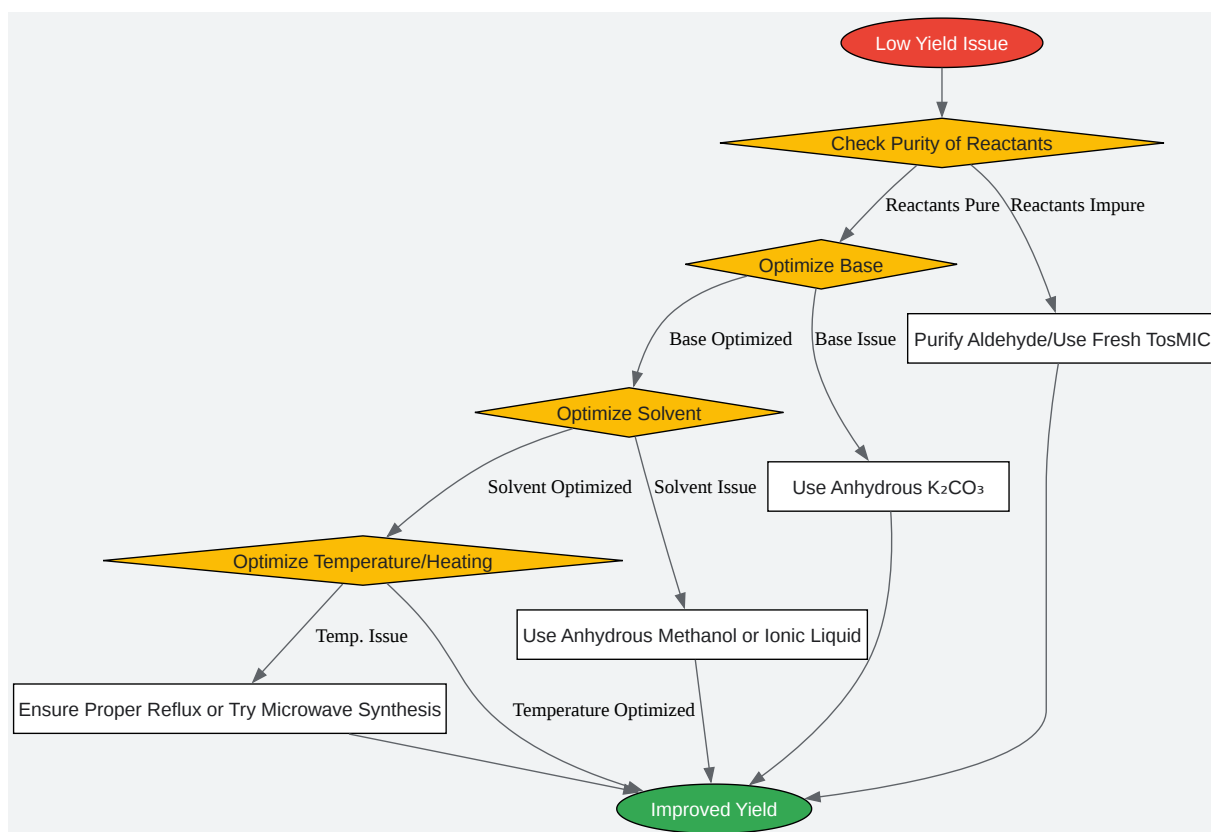 Low Yield Issue
Check Purity of Reactants
Reactants Pure
Reactants Impure
Optimize Base
Base Optimized
Base Issue
Purify Aldehyde/Use Fresh TosMIC
Optimize Solvent
Solvent Optimized
Solvent Issue
Use Anhydrous K₂CO₃
Optimize Temperature/Heating
Temp. Issue
Use Anhydrous Methanol or Ionic Liquid
Ensure Proper Reflux or Try Microwave Synthesis
Temperature Optimized
Improved Yield